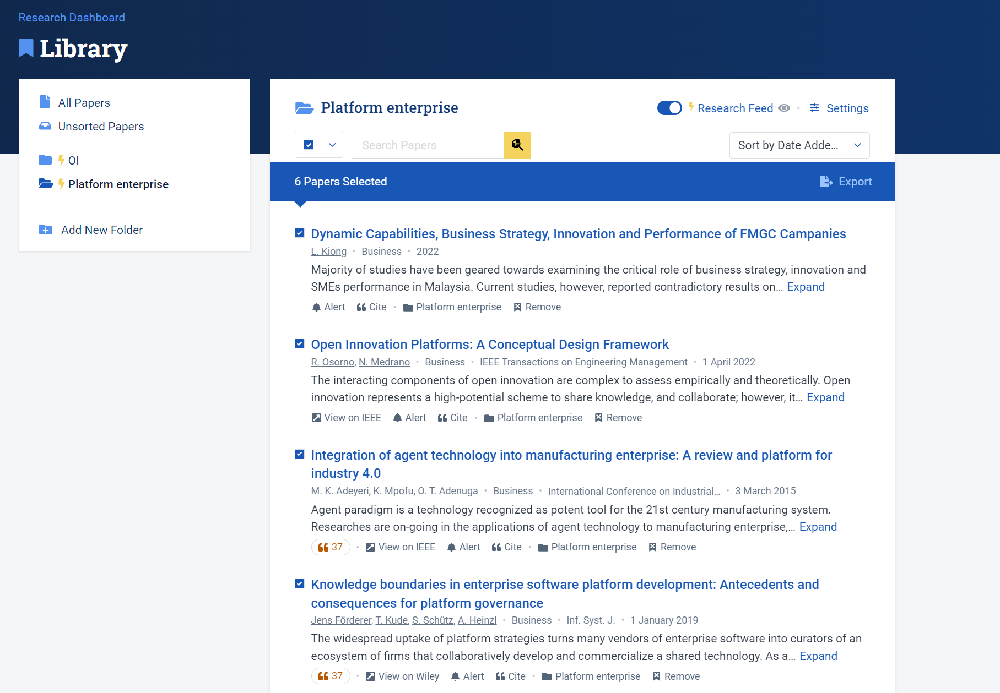 Research Dashboard
Library
All Papers
Unsorted Papers
OI
Platform enterprise
Add New Folder
Platform enterprise
Research Feed • Settings
Search Papers
Sort by Date Adde...
6 Papers Selected
Export
Dynamic Capabilities, Business Strategy, Innovation and Performance of FMGC Campanies
L. Kiong • Business • 2022
Majority of studies have been geared towards examining the critical role of business strategy, innovation and
SMEs performance in Malaysia. Current studies, however, reported contradictory results on... Expand
Alert Cite • Platform enterprise Remove
Open Innovation Platforms: A Conceptual Design Framework
R. Osorno, N. Medrano • Business • IEEE Transactions on Engineering Management • 1 April 2022
The interacting components of open innovation are complex to assess empirically and theoretically. Open
innovation represents a high-potential scheme to share knowledge, and collaborate; however, it... Expand
View on IEEE Alert Cite • Platform enterprise Remove
Integration of agent technology into manufacturing enterprise: A review and platform for
industry 4.0
M. K. Adeyeri, K. Mpofu, O. T. Adenuga • Business • International Conference on Industrial... • 3 March 2015
Agent paradigm is a technology recognized as potent tool for the 21st century manufacturing system.
Researches are on-going in the applications of agent technology to manufacturing enterprise,... Expand
37 • View on IEEE Alert Cite • Platform enterprise Remove
Knowledge boundaries in enterprise software platform development: Antecedents and
consequences for platform governance
Jens Förderer, T. Kude, S. Schütz, A. Heinzl • Business • Inf. Syst. J. • 1 January 2019
The widespread uptake of platform strategies turns many vendors of enterprise software into curators of an
ecosystem of firms that collaboratively develop and commercialize a shared technology. As a... Expand
37 • View on Wiley Alert Cite • Platform enterprise Remove